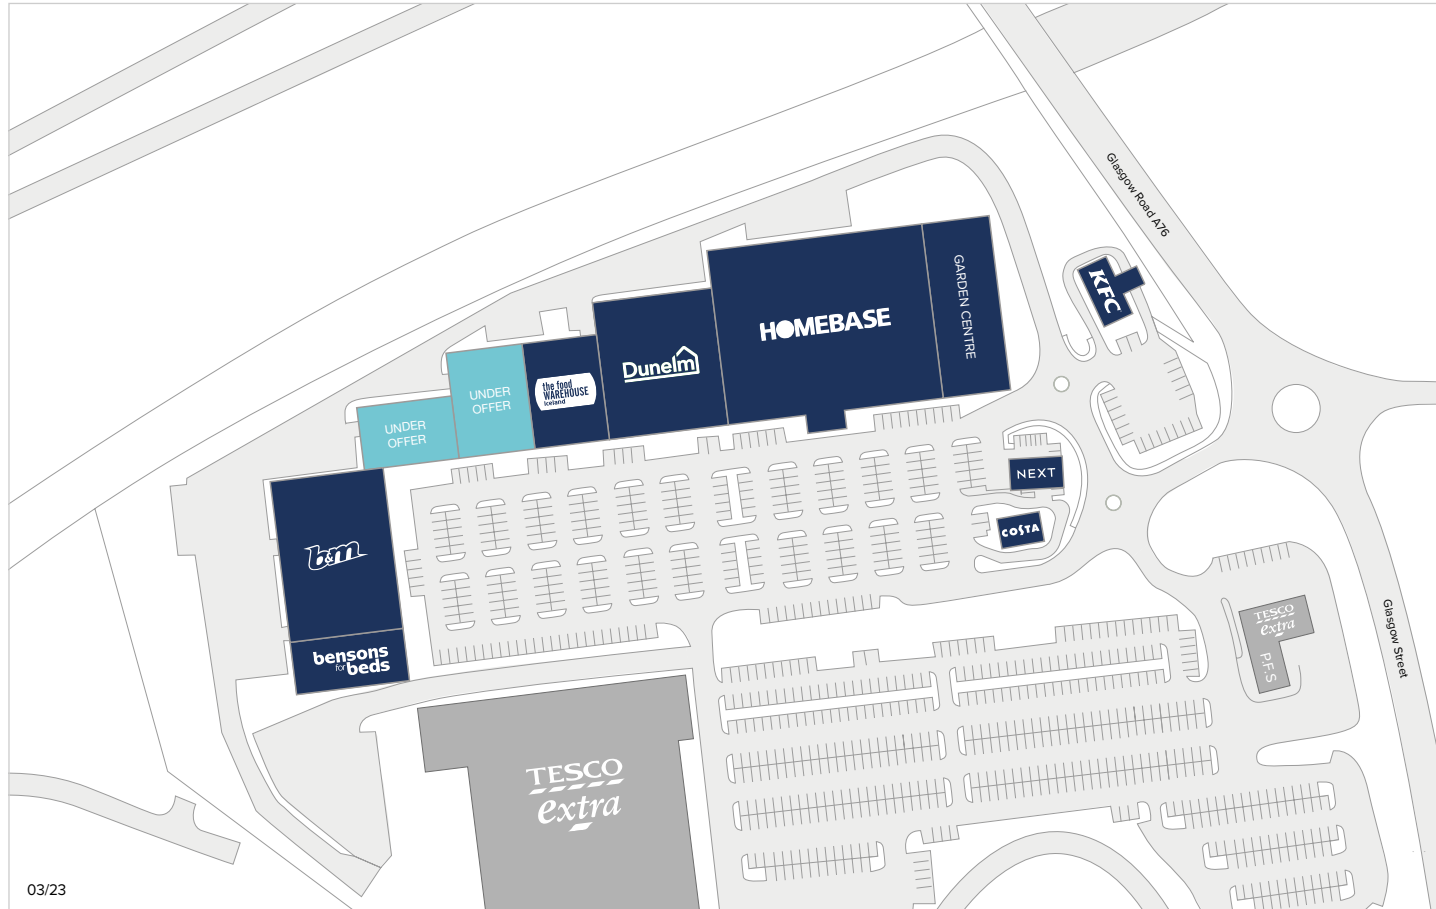 Glasgow Road A76
KFC
GARDEN CENTRE
HOMEBASE
Dunelm
the food
WAREHOUSE
Iceland
UNDER
OFFER
UNDER
OFFER
NEXT
COSTA
b&m
bensons
for beds
TESCO
extra
P.F.S
Glasgow Street
TESCO
extra
03/23